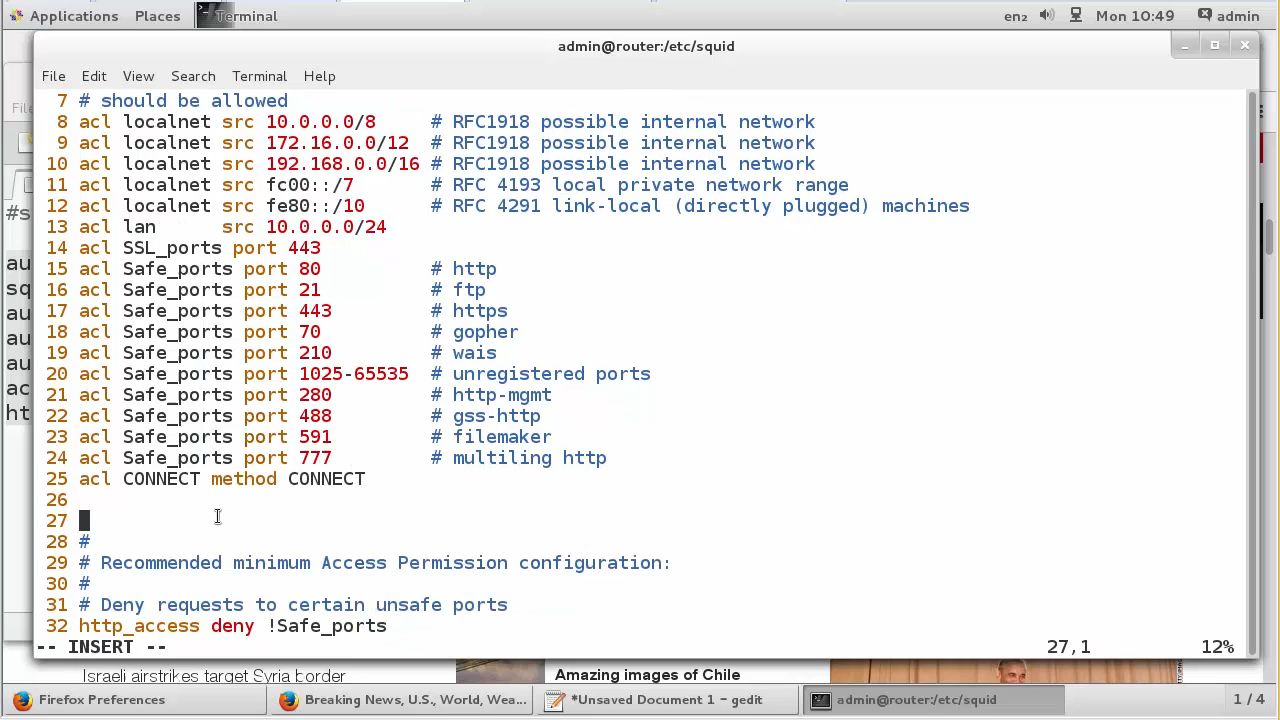 Applications Places Terminal en2 Mon 10:49 admin
admin@router:/etc/squid
File Edit View Search Terminal Help
7 # should be allowed
8 acl localnet src 10.0.0.0/8 # RFC1918 possible internal network
9 acl localnet src 172.16.0.0/12 # RFC1918 possible internal network
10 acl localnet src 192.168.0.0/16 # RFC1918 possible internal network
11 acl localnet src fc00::/7 # RFC 4193 local private network range
12 acl localnet src fe80::/10 # RFC 4291 link-local (directly plugged) machines
13 acl lan src 10.0.0.0/24
14 acl SSL_ports port 443
15 acl Safe_ports port 80 # http
16 acl Safe_ports port 21 # ftp
17 acl Safe_ports port 443 # https
18 acl Safe_ports port 70 # gopher
19 acl Safe_ports port 210 # wais
20 acl Safe_ports port 1025-65535 # unregistered ports
21 acl Safe_ports port 280 # http-mgmt
22 acl Safe_ports port 488 # gss-http
23 acl Safe_ports port 591 # filemaker
24 acl Safe_ports port 777 # multiling http
25 acl CONNECT method CONNECT
26
27
28 #
29 # Recommended minimum Access Permission configuration:
30 #
31 # Deny requests to certain unsafe ports
32 http_access deny !Safe_ports
-- INSERT -- 27,1 12%
Israeli airstrikes target Syria border
Amazing images of Chile
Firefox Preferences Breaking News, U.S., World, Wea... *Unsaved Document 1 - gedit admin@router:/etc/squid 1 / 4